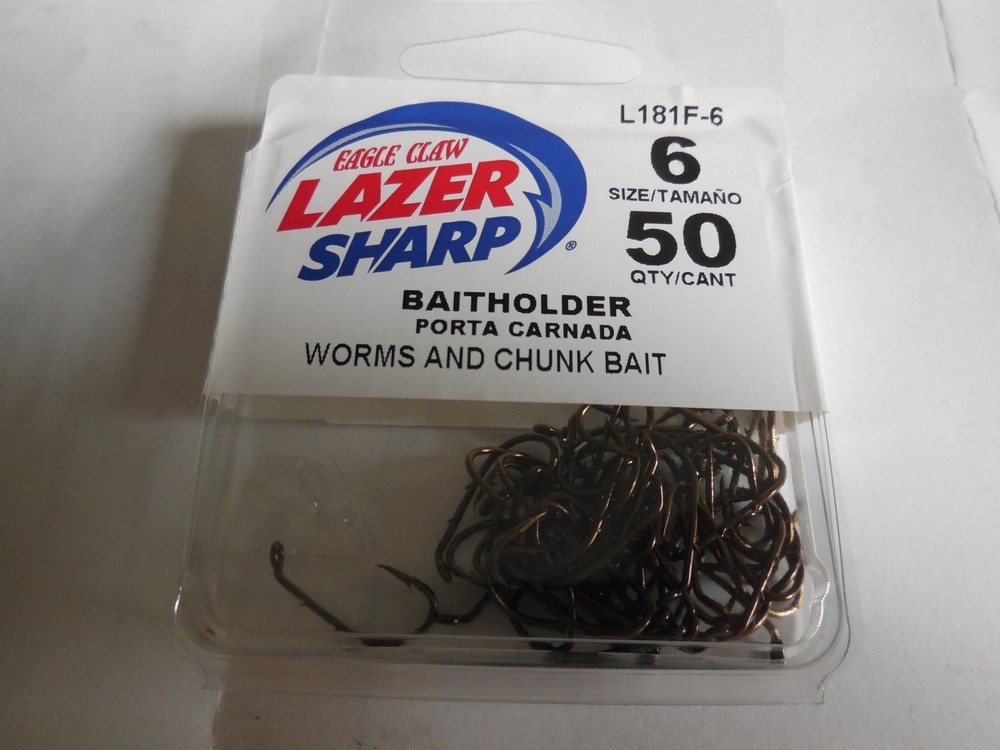 EAGLE CLAW
LAZER
SHARP®
L181F-6
6
SIZE/TAMAÑO
50
QTY/CANT
BAITHOLDER
PORTA CARNADA
WORMS AND CHUNK BAIT